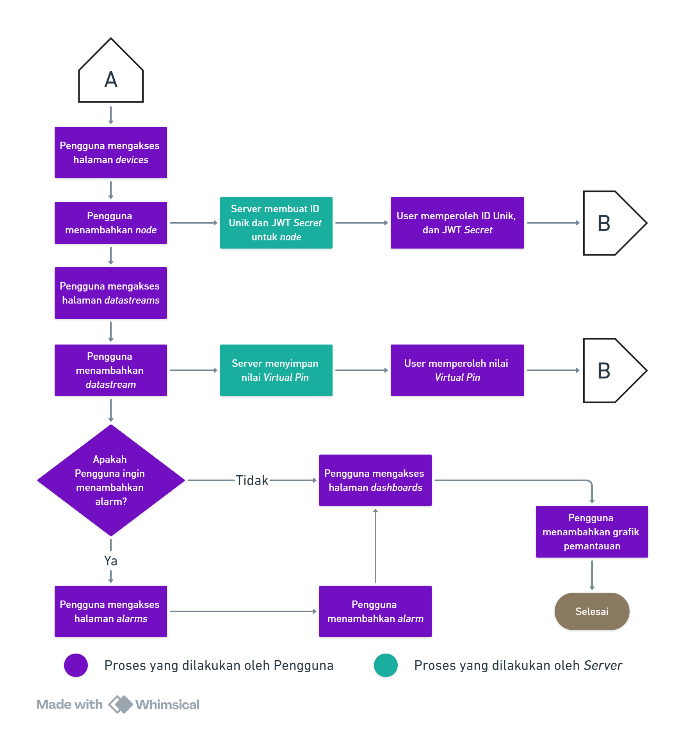 A
Pengguna mengakses
halaman devices
Pengguna
menambahkan node
Server membuat ID
Unik dan JWT Secret
untuk node
User memperoleh ID Unik,
dan JWT Secret
B
Pengguna mengakses
halaman datastreams
Pengguna
menambahkan
datastream
Server menyimpan
nilai Virtual Pin
User memperoleh nilai
Virtual Pin
B
Apakah
Pengguna ingin
menambahkan
alarm?
Tidak
Pengguna mengakses
halaman dashboards
Pengguna
menambahkan grafik
pemantauan
Ya
Pengguna mengakses
halaman alarms
Pengguna
menambahkan alarm
Selesai
Proses yang dilakukan oleh Pengguna
Proses yang dilakukan oleh Server
Made with Whimsical